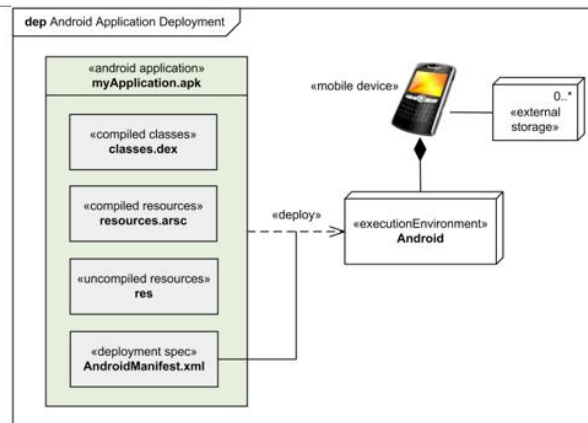 dep Android Application Deployment
«android application»
myApplication.apk
«compiled classes»
classes.dex
«compiled resources»
resources.arsc
«uncompiled resources»
res
«deployment spec»
AndroidManifest.xml
«deploy»
«mobile device»
0..*
«external
storage»
«executionEnvironment»
Android